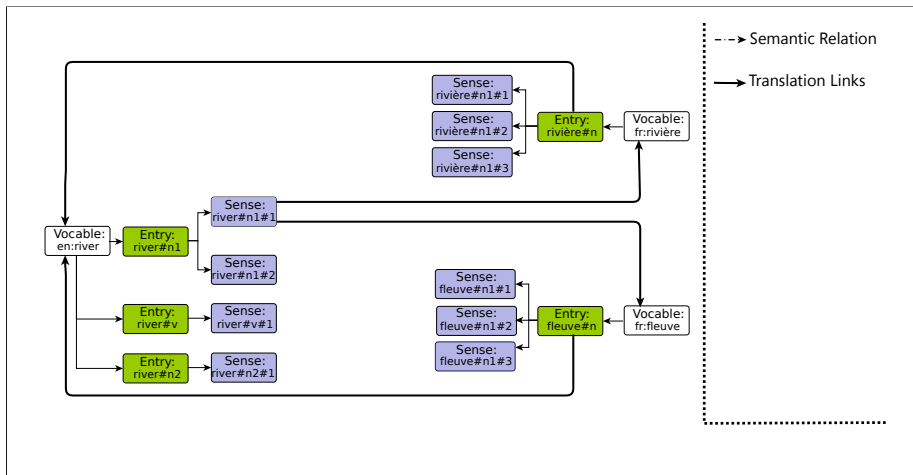 Semantic Relation
Translation Links
Sense:
rivière#n1#1
Sense:
rivière#n1#2
Sense:
rivière#n1#3
Entry:
rivière#n
Vocable:
fr:rivière
Vocable:
en:river
Entry:
river#n1
Sense:
river#n1#1
Sense:
river#n1#2
Entry:
river#v
Sense:
river#v#1
Entry:
river#n2
Sense:
river#n2#1
Sense:
fleuve#n1#1
Sense:
fleuve#n1#2
Sense:
fleuve#n1#3
Entry:
fleuve#n
Vocable:
fr:fleuve